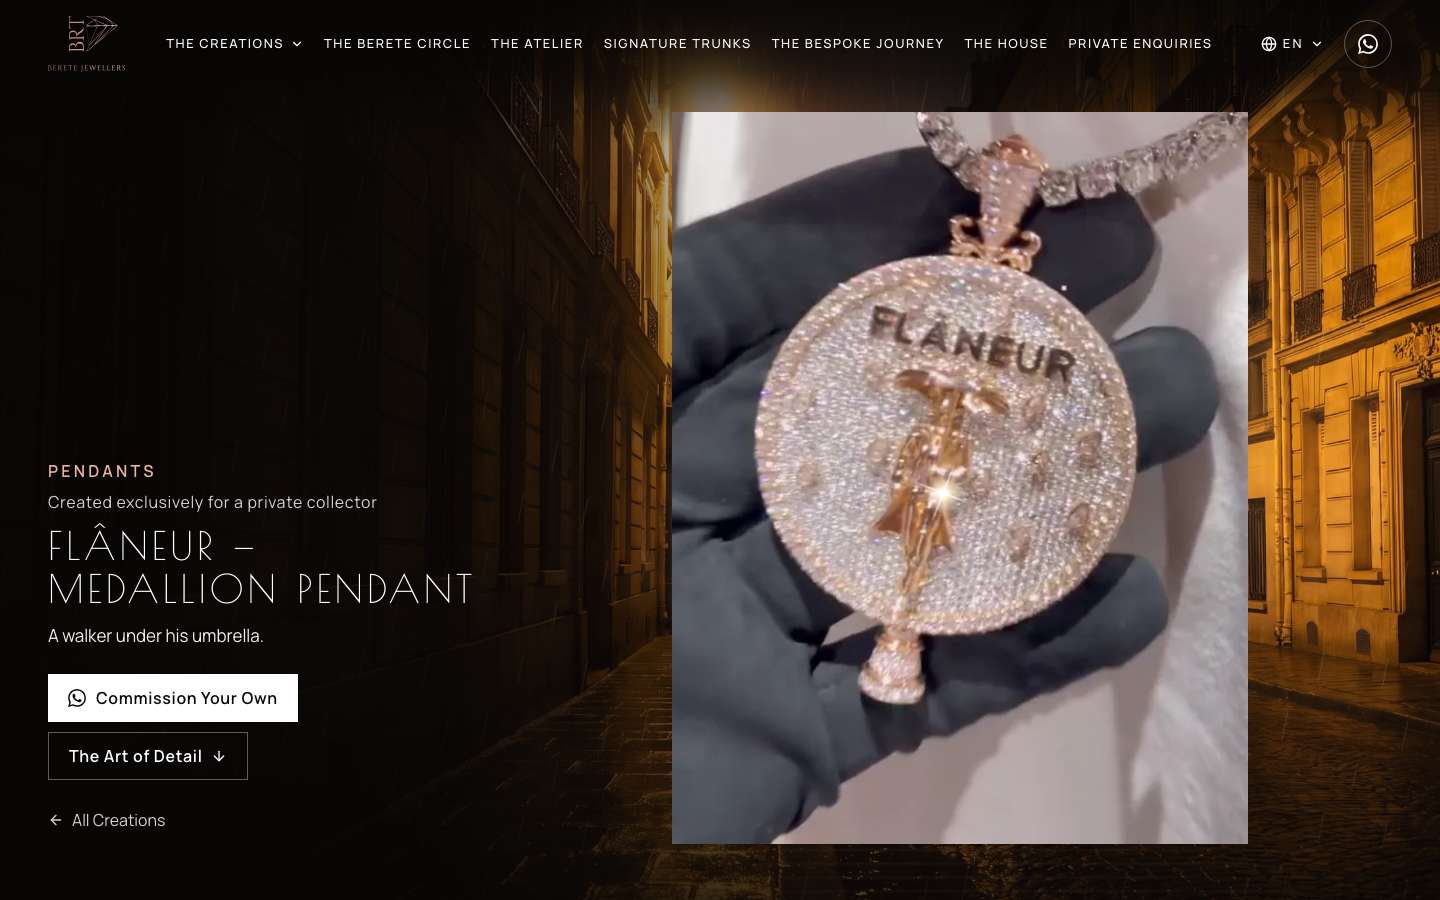 BRT
BERETE JEWELLERS
THE CREATIONS
THE BERETE CIRCLE
THE ATELIER
SIGNATURE TRUNKS
THE BESPOKE JOURNEY
THE HOUSE
PRIVATE ENQUIRIES
EN
FLANEUR
PENDANTS
Created exclusively for a private collector
FLÂNEUR –
MEDALLION PENDANT
A walker under his umbrella.
Commission Your Own
The Art of Detail
All Creations